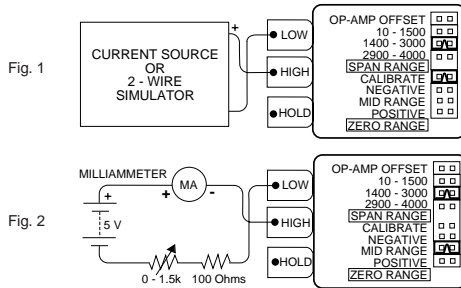 Fig. 1
CURRENT SOURCE
OR
2 - WIRE
SIMULATOR
+
LOW
HIGH
HOLD
OP-AMP OFFSET
10 - 1500
1400 - 3000
2900 - 4000
SPAN RANGE
CALIBRATE
NEGATIVE
MID RANGE
POSITIVE
ZERO RANGE
Fig. 2
MILLIAMMETER
+
5 V
+ MA -
0 - 1.5k
100 Ohms
LOW
HIGH
HOLD
OP-AMP OFFSET
10 - 1500
1400 - 3000
2900 - 4000
SPAN RANGE
CALIBRATE
NEGATIVE
MID RANGE
POSITIVE
ZERO RANGE